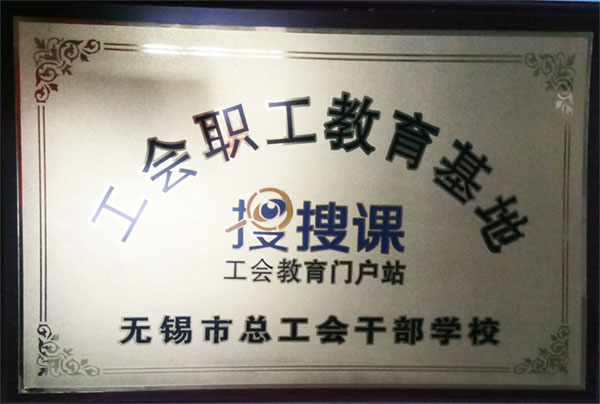 工会职工教育基地
搜搜课
工会教育门户站
无锡市总工会干部学校